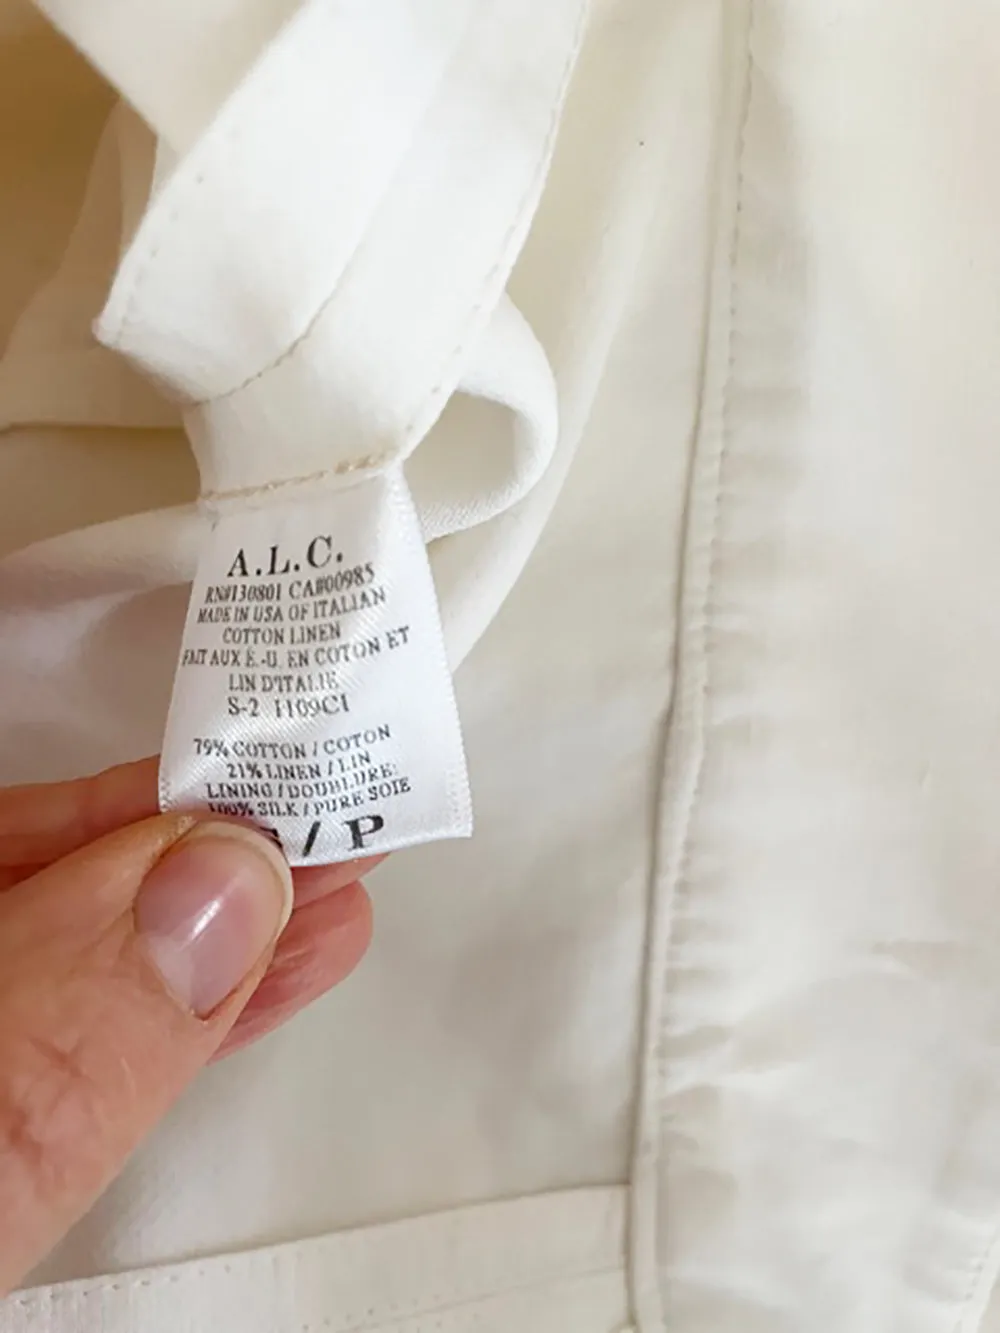 A.L.C.
RN#130801 CA#00985
MADE IN USA OF ITALIAN
COTTON LINEN
FAIT AUX É.-U. EN COTON ET
LIN D'ITALIE
S-2 1109C1
79% COTTON / COTON
21% LINEN / LIN
LINING / DOUBLURE:
100% SILK / PURE SOIE
/ P